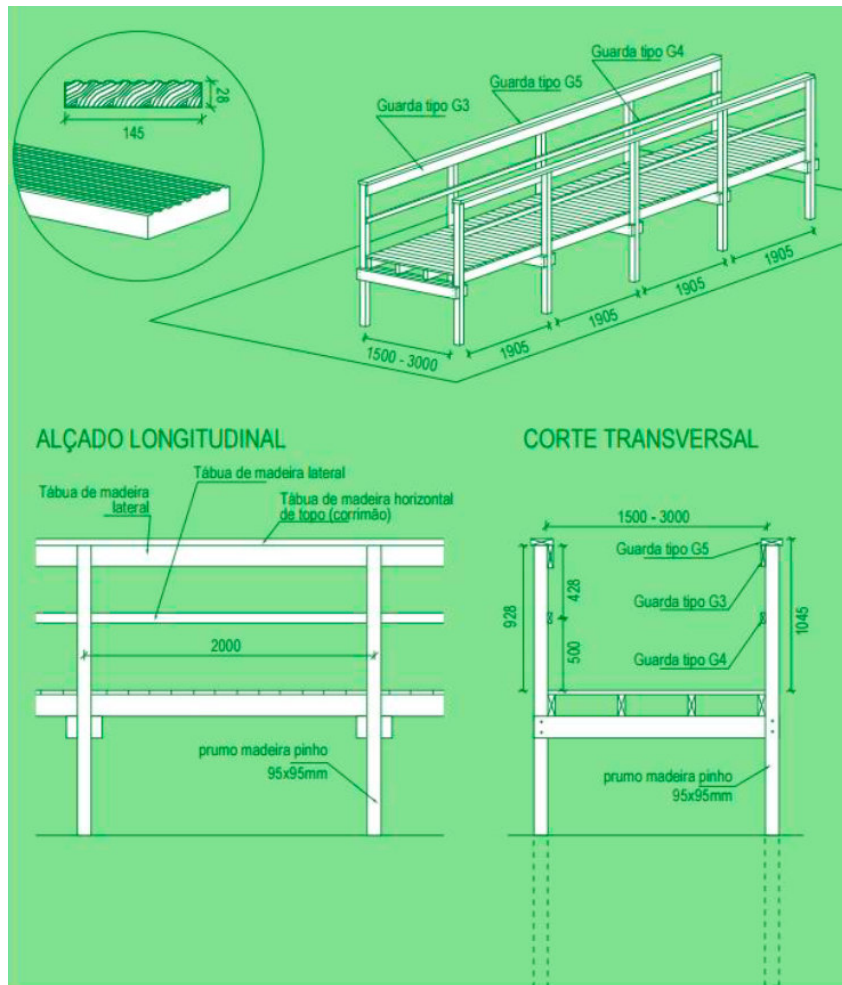 28
145
Guarda tipo G4
Guarda tipo G5
Guarda tipo G3
1905
1905
1905
1905
1500 - 3000
ALÇADO LONGITUDINAL
Tábua de madeira lateral
Tábua de madeira
lateral
Tábua de madeira horizontal
de topo (corrimão)
2000
prumo madeira pinho
95x95mm
CORTE TRANSVERSAL
1500 - 3000
Guarda tipo G5
428
Guarda tipo G3
928
1045
500
Guarda tipo G4
prumo madeira pinho
95x95mm